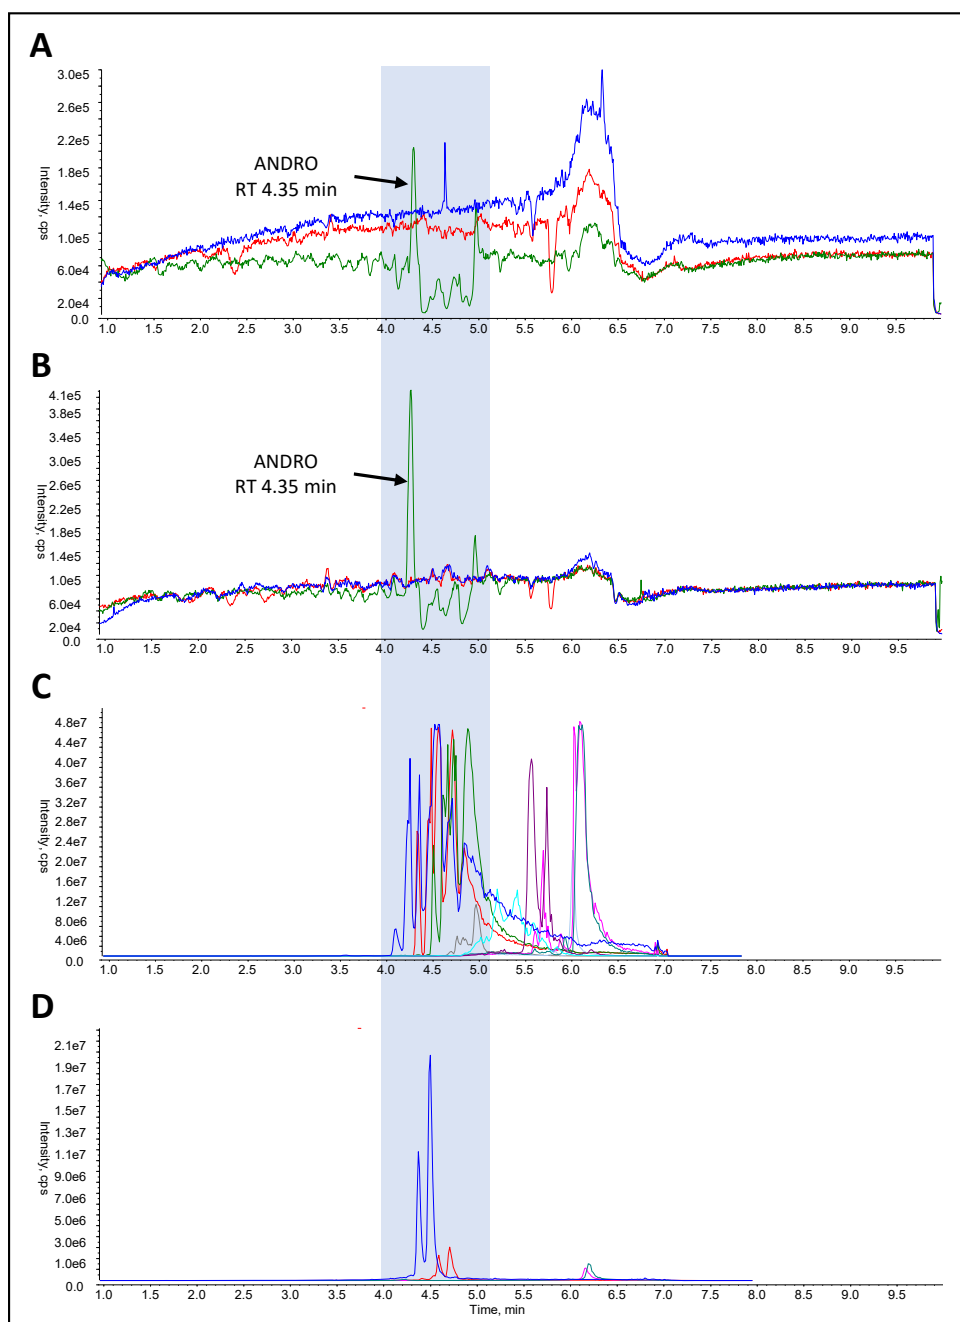 A
3.0e5
2.6e5
2.2e5
1.8e5
1.4e5
1.0e5
6.0e4
2.0e4
0.0
Intensity, cps
ANDRO
RT 4.35 min
1.0 1.5 2.0 2.5 3.0 3.5 4.0 4.5 5.0 5.5 6.0 6.5 7.0 7.5 8.0 8.5 9.0 9.5
B
4.1e5
3.8e5
3.4e5
3.0e5
2.6e5
2.2e5
1.8e5
1.4e5
1.0e5
6.0e4
2.0e4
0.0
Intensity, cps
ANDRO
RT 4.35 min
1.0 1.5 2.0 2.5 3.0 3.5 4.0 4.5 5.0 5.5 6.0 6.5 7.0 7.5 8.0 8.5 9.0 9.5
C
4.8e7
4.4e7
4.0e7
3.6e7
3.2e7
2.8e7
2.4e7
2.0e7
1.6e7
1.2e7
8.0e6
4.0e6
0.0
Intensity, cps
1.0 1.5 2.0 2.5 3.0 3.5 4.0 4.5 5.0 5.5 6.0 6.5 7.0 7.5 8.0 8.5 9.0 9.5
D
2.1e7
1.9e7
1.7e7
1.5e7
1.3e7
1.1e7
9.0e6
7.0e6
5.0e6
3.0e6
1.0e6
0.0
Intensity, cps
1.0 1.5 2.0 2.5 3.0 3.5 4.0 4.5 5.0 5.5 6.0 6.5 7.0 7.5 8.0 8.5 9.0 9.5
Time, min